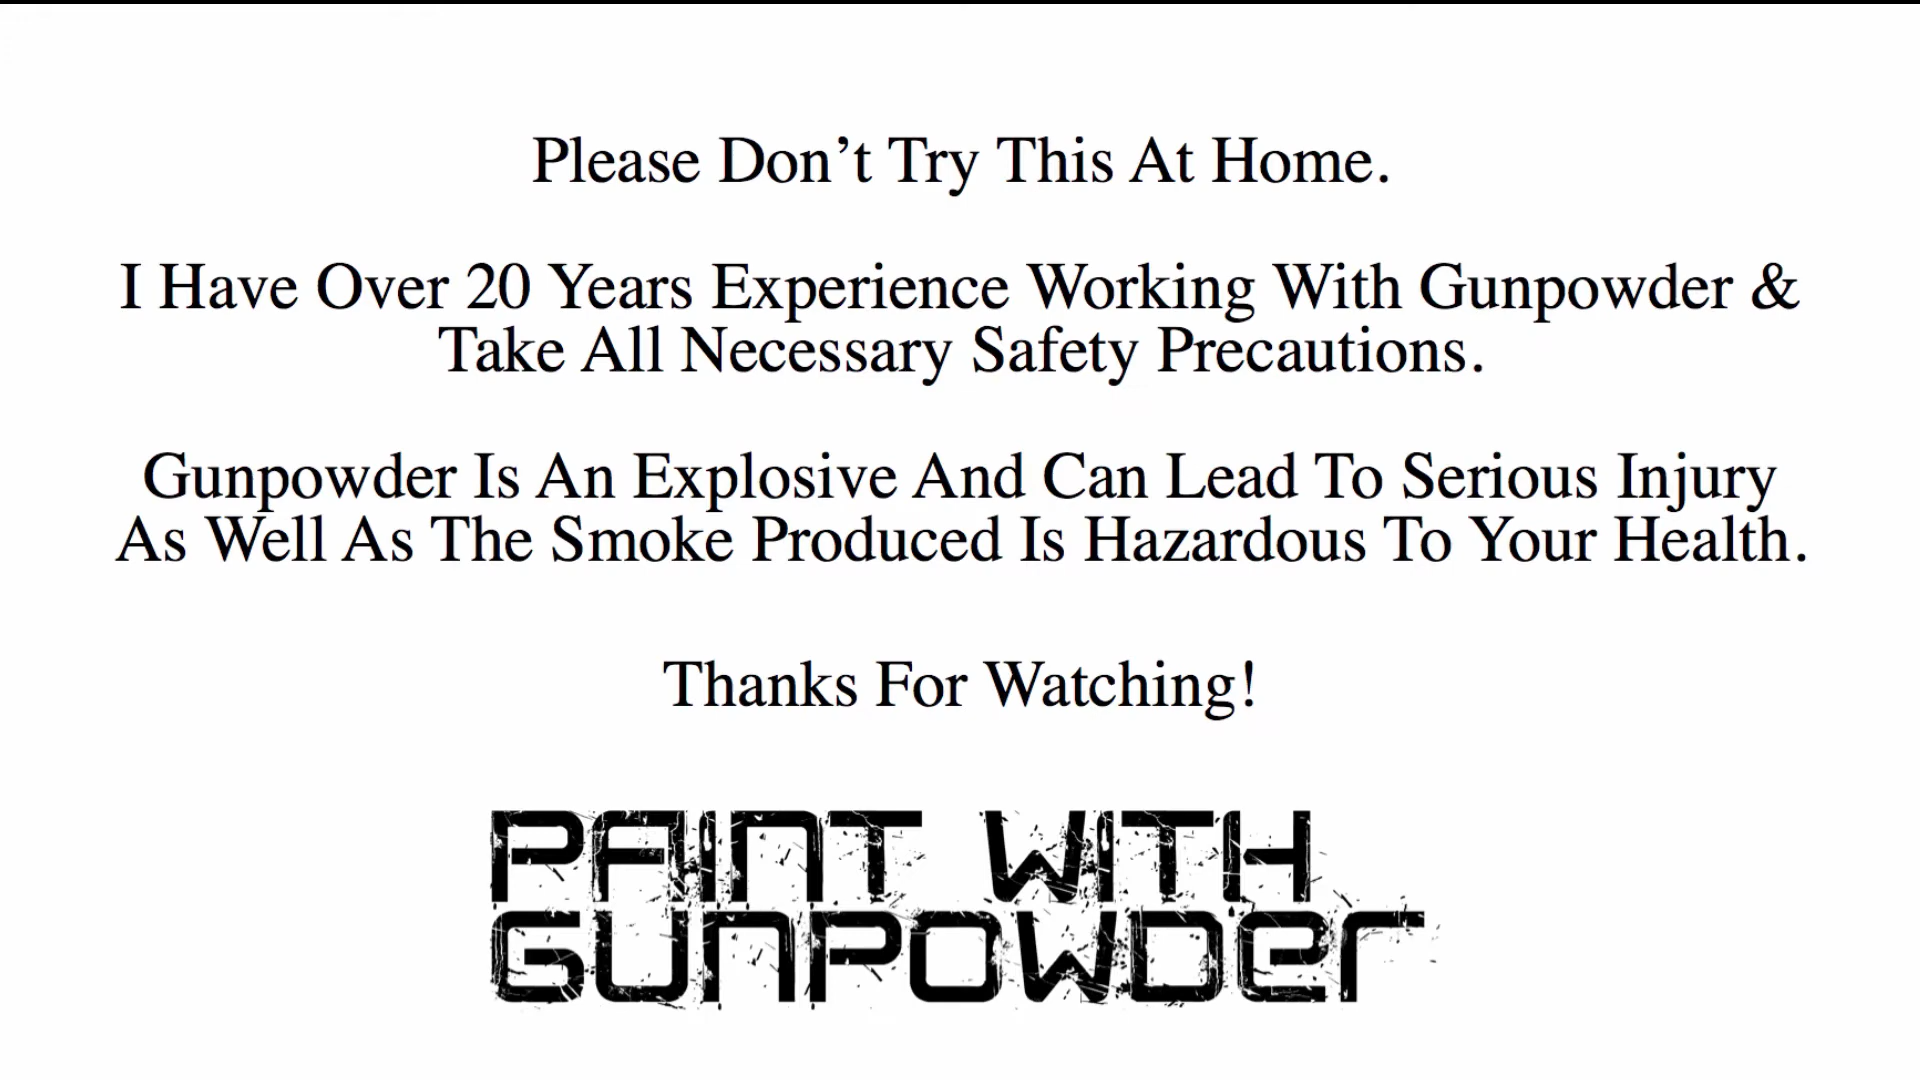 Please Don’t Try This At Home.
I Have Over 20 Years Experience Working With Gunpowder &
Take All Necessary Safety Precautions.
Gunpowder Is An Explosive And Can Lead To Serious Injury
As Well As The Smoke Produced Is Hazardous To Your Health.
Thanks For Watching!
PAINT WITH
GUNPOWDER